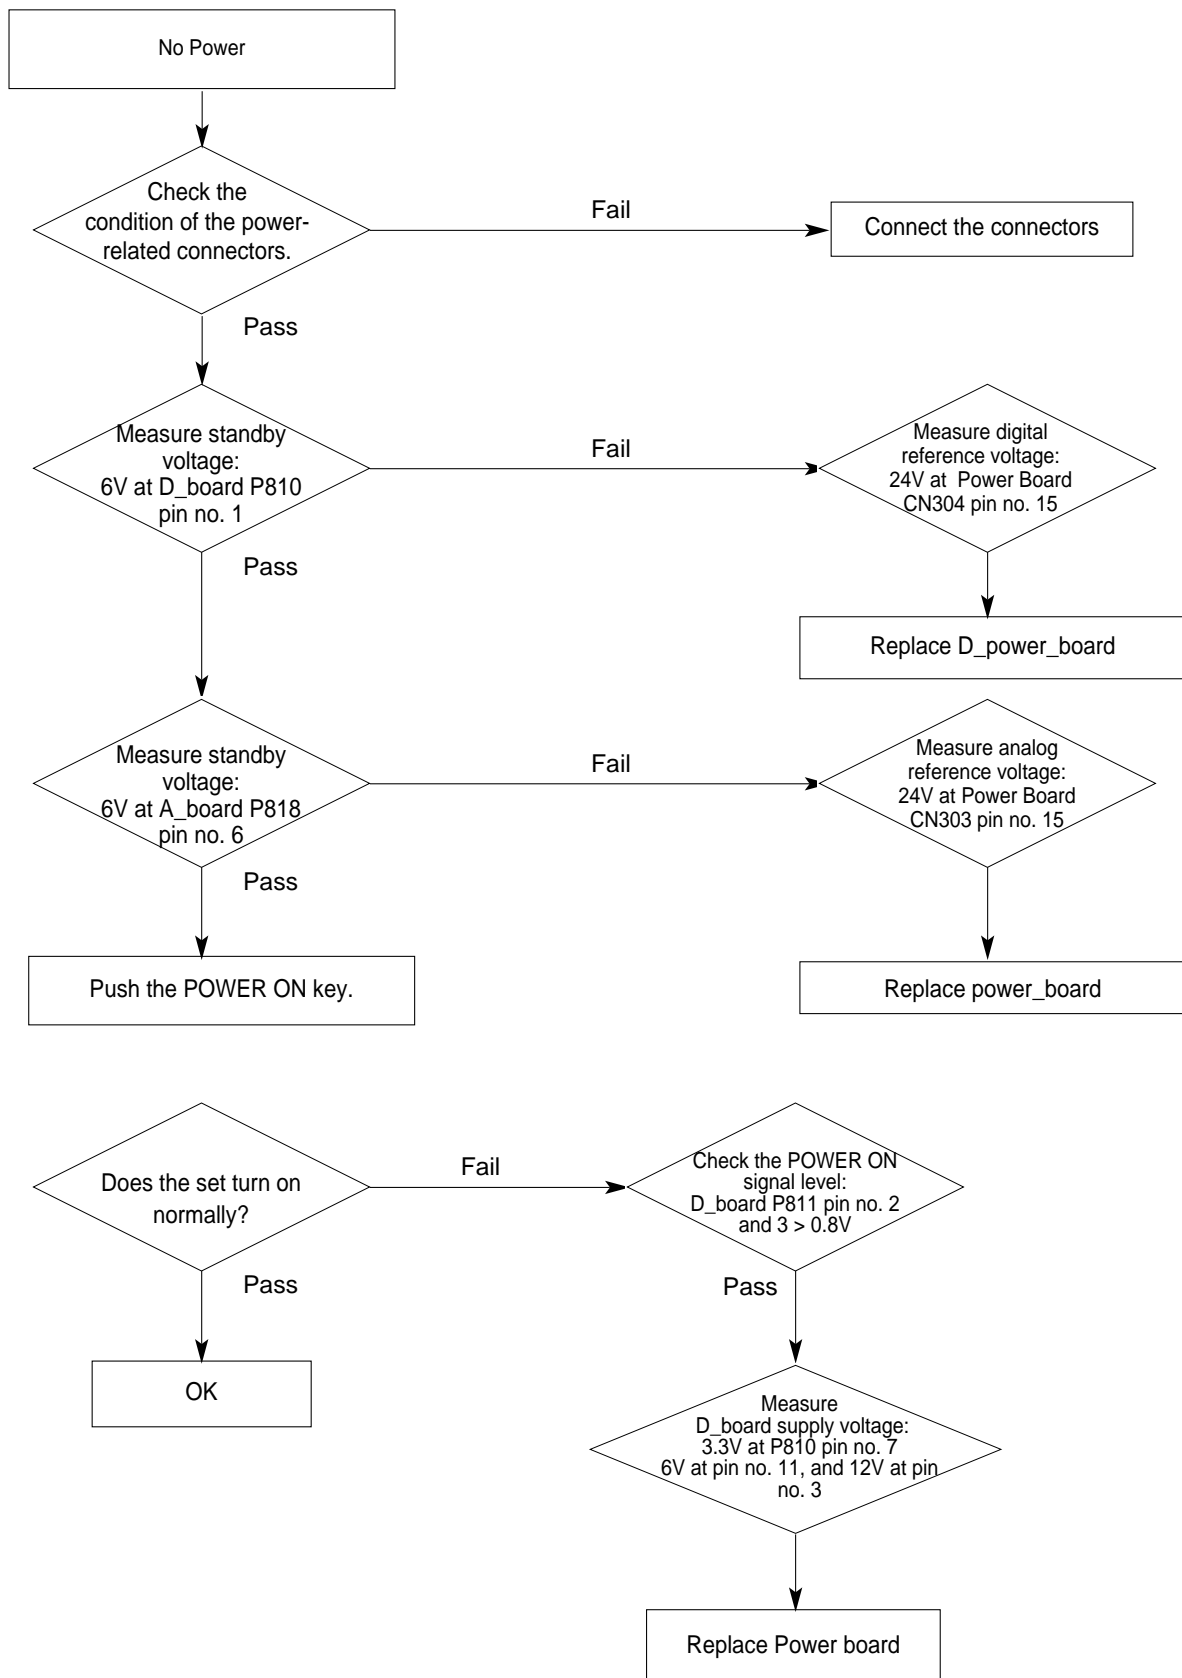 No Power
Check the
condition of the power-
related connectors.
Fail
Connect the connectors
Pass
Measure standby
voltage:
6V at D_board P810
pin no. 1
Fail
Measure digital
reference voltage:
24V at Power Board
CN304 pin no. 15
Pass
Replace D_power_board
Measure standby
voltage:
6V at A_board P818
pin no. 6
Fail
Measure analog
reference voltage:
24V at Power Board
CN303 pin no. 15
Pass
Push the POWER ON key.
Replace power_board
Does the set turn on
normally?
Fail
Check the POWER ON
signal level:
D_board P811 pin no. 2
and 3 > 0.8V
Pass
Pass
OK
Measure
D_board supply voltage:
3.3V at P810 pin no. 7
6V at pin no. 11, and 12V at pin
no. 3
Replace Power board